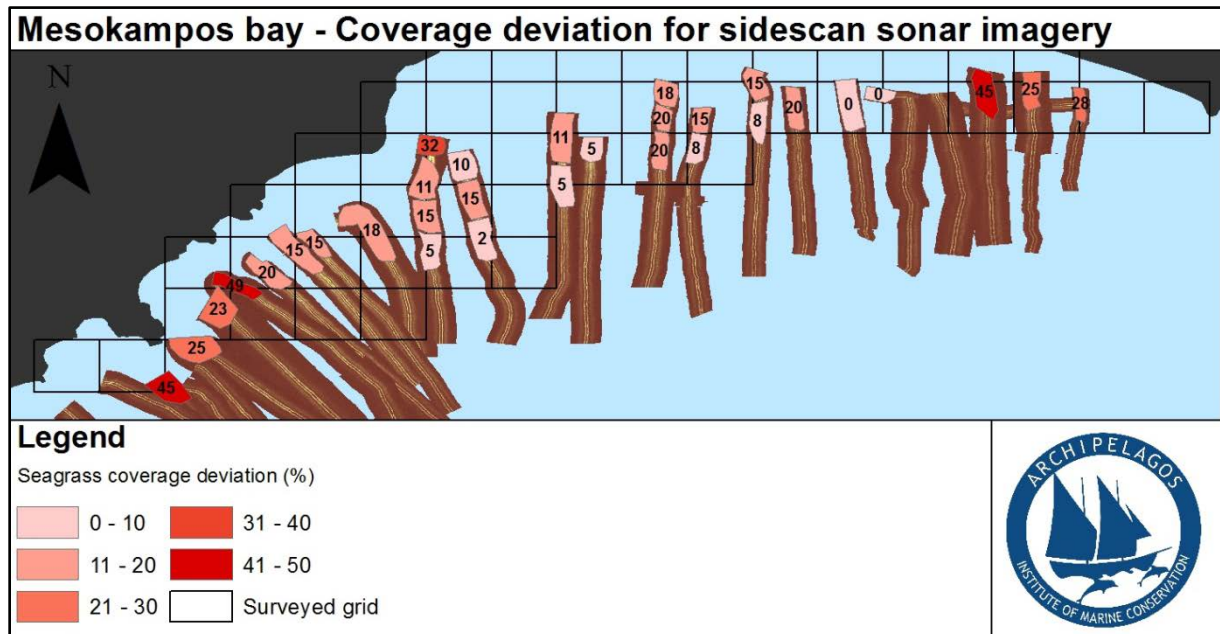 Mesokampos bay - Coverage deviation for sidescan sonar imagery
N
45
25
28
0
0
15
20
8
18
20
20
15
8
11
5
5
32
11
15
5
10
15
2
18
15
15
20
49
23
25
45
Legend
Seagrass coverage deviation (%)
0 - 10
11 - 20
21 - 30
31 - 40
41 - 50
Surveyed grid
ARCHIPELAGOS
INSTITUTE OF MARINE CONSERVATION